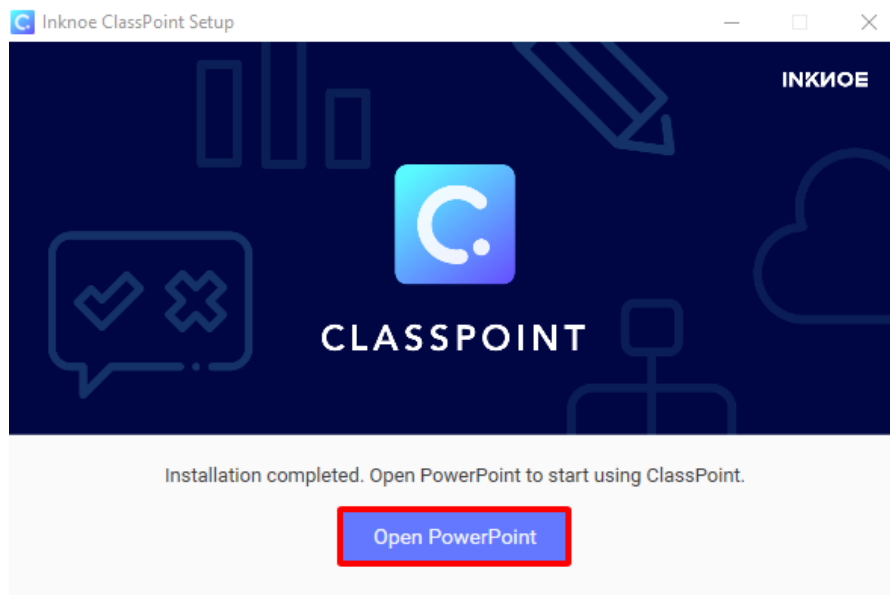 Inknoe ClassPoint Setup
INKNOE
CLASSPOINT
Installation completed. Open PowerPoint to start using ClassPoint.
Open PowerPoint